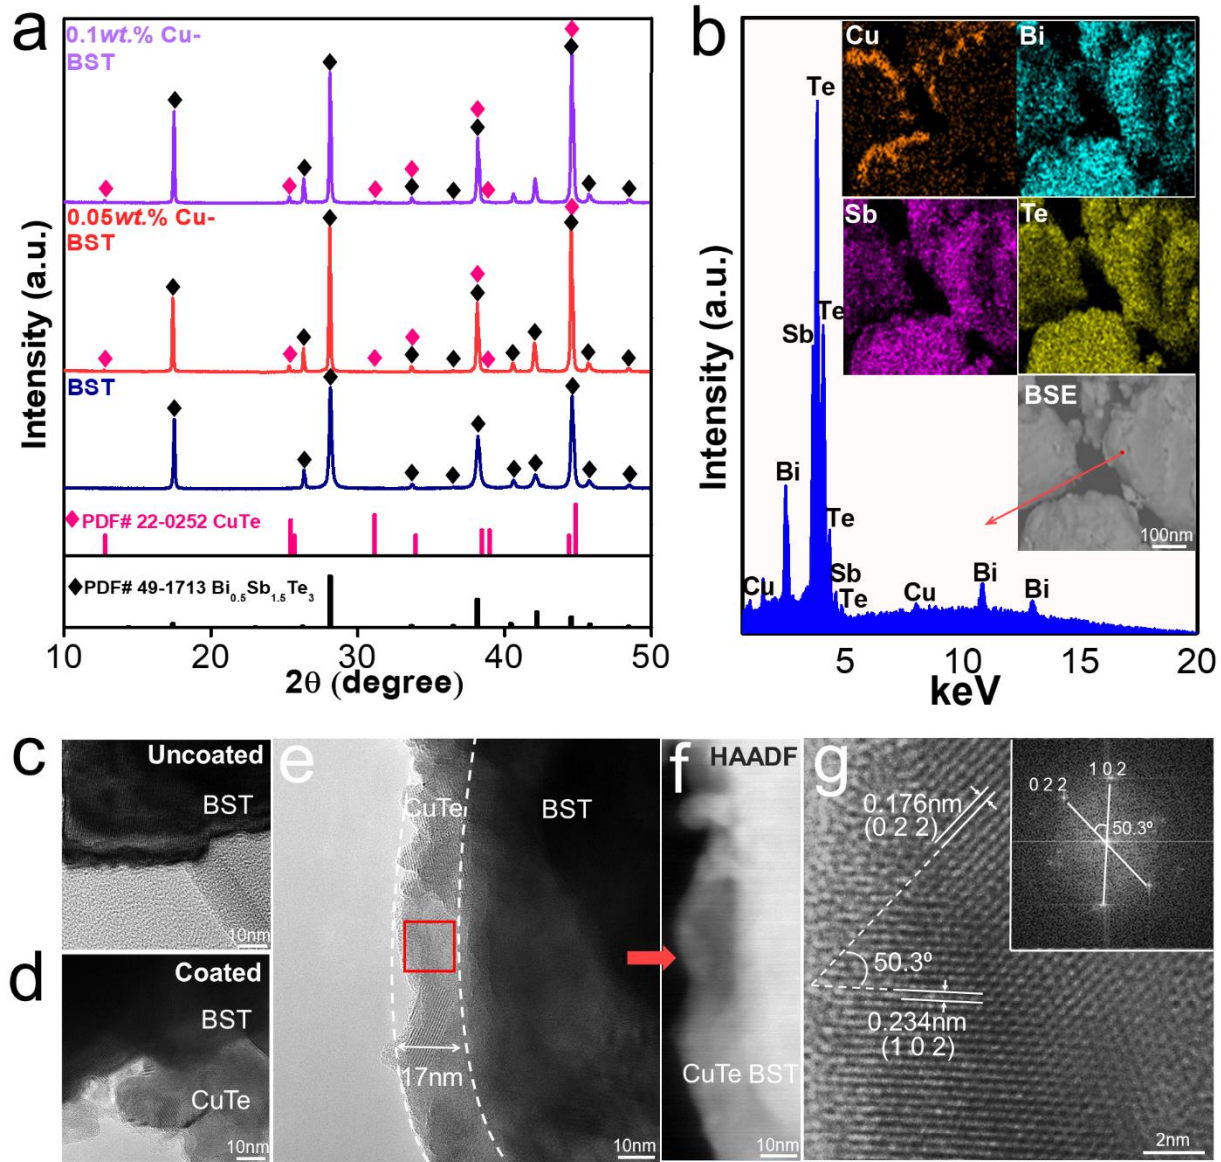 a
0.1wt.% Cu-
BST
0.05wt.% Cu-
BST
BST
PDF# 22-0252 CuTe
PDF# 49-1713 Bi0.5Sb1.5Te3
Intensity (a.u.)
10 20 30 40 50
2θ (degree)
b
Cu Bi
Sb Te
BSE
100nm
Te
Te
Sb
Bi
Te
Sb
Te
Cu
Cu
Bi
Bi
Intensity (a.u.)
5 10 15 20
keV
c
Uncoated
BST
10nm
d
Coated
BST
CuTe
10nm
e
CuTe
BST
17nm
10nm
f
HAADF
CuTe BST
10nm
g
0.176nm
(0 2 2)
50.3º
0.234nm
(1 0 2)
2nm
0 2 2
1 0 2
50.3º